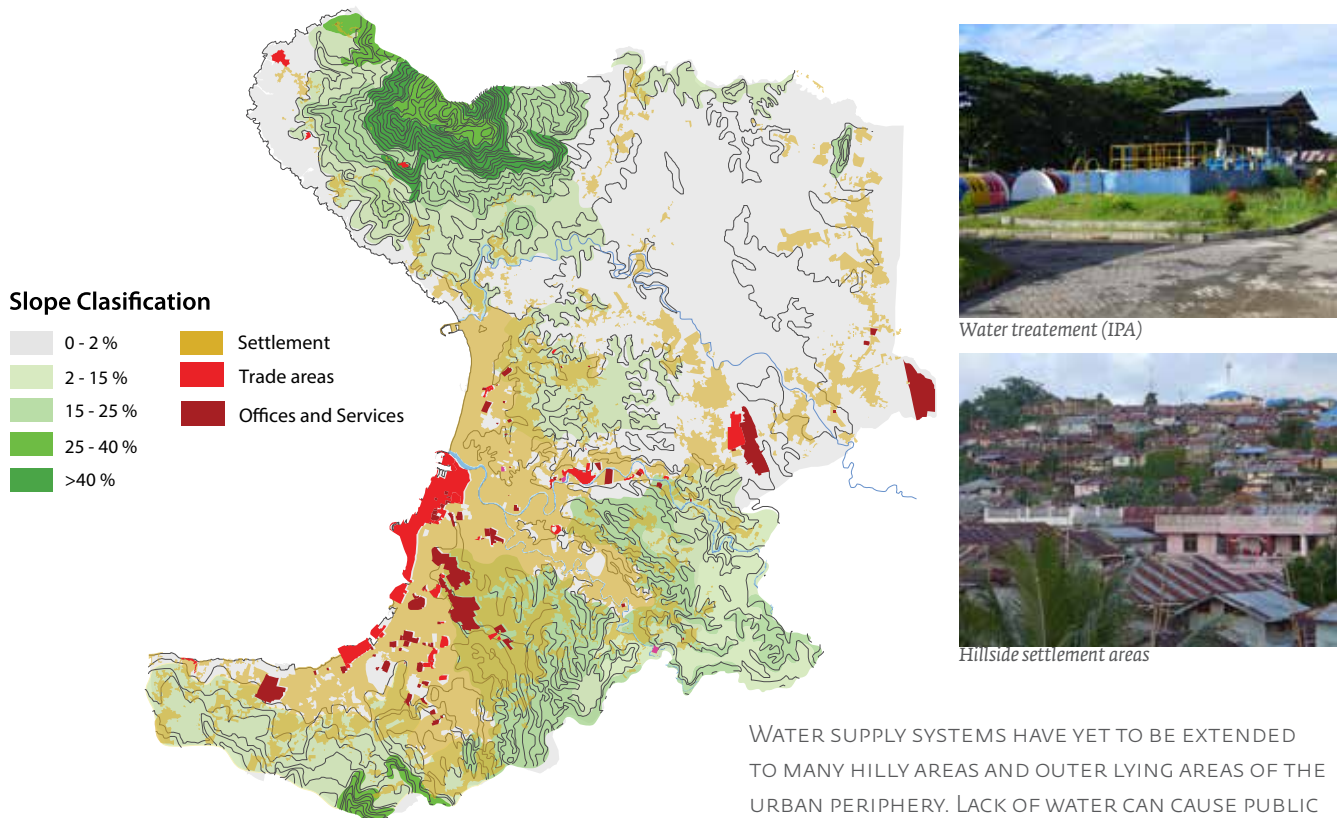 Slope Clasification
0 - 2 %
2 - 15 %
15 - 25 %
25 - 40 %
>40 %
Settlement
Trade areas
Offices and Services
Water treatement (IPA)
Hillside settlement areas
WATER SUPPLY SYSTEMS HAVE YET TO BE EXTENDED
TO MANY HILLY AREAS AND OUTER LYING AREAS OF THE
URBAN PERIPHERY. LACK OF WATER CAN CAUSE PUBLIC